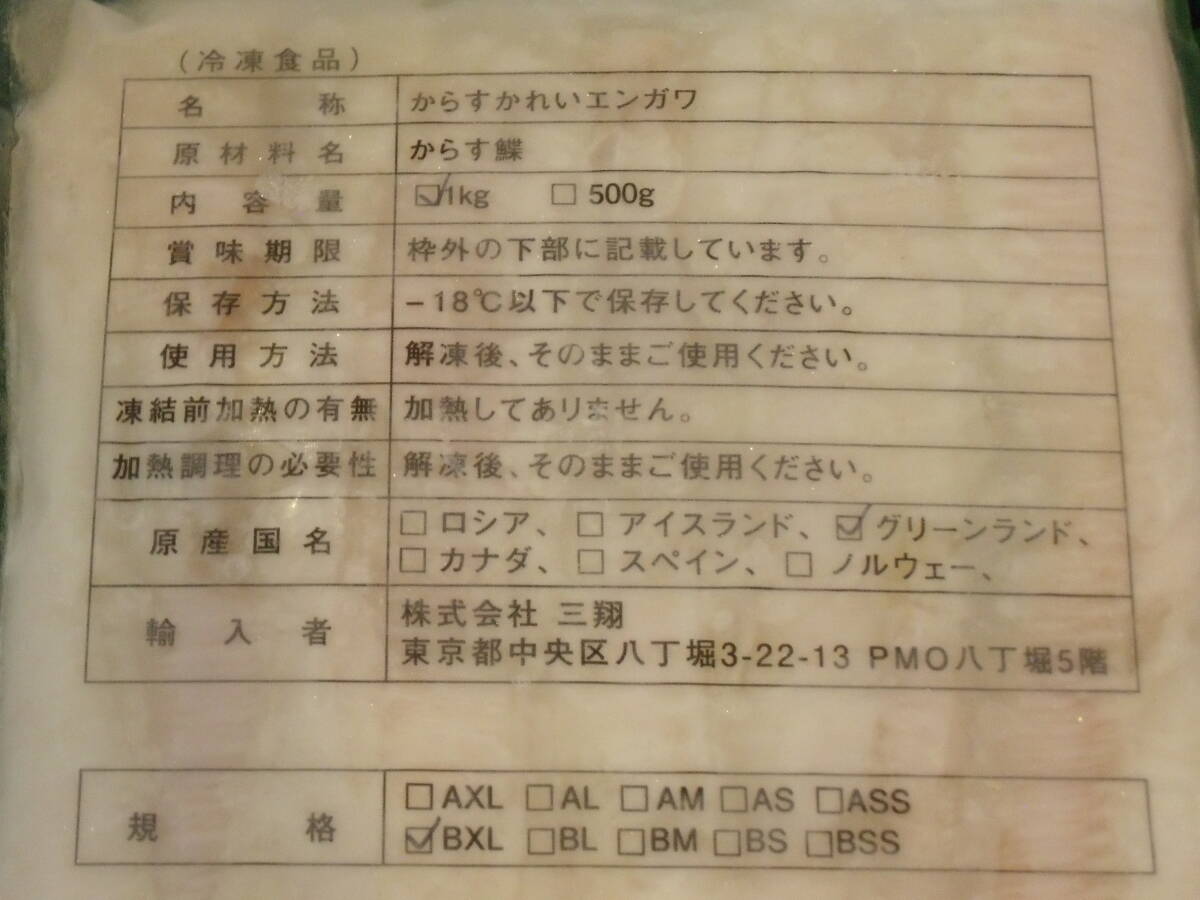 (冷凍食品)
名称 からすかれいエンガワ
原材料名 からす鰈
内容量 ☑1kg □ 500g
賞味期限 枠外の下部に記載しています。
保存方法 －18℃以下で保存してください。
使用方法 解凍後、そのままご使用ください。
凍結前加熱の有無 加熱してありません。
加熱調理の必要性 解凍後、そのままご使用ください。
原産国名 □ ロシア、 □ アイスランド、 ☑ グリーンランド、
□ カナダ、 □ スペイン、 □ ノルウェー、
輸入者 株式会社 三翔
東京都中央区八丁堀3-22-13 PMO八丁堀5階
規格 □AXL □AL □AM □AS □ASS
☑BXL □BL □BM □BS □BSS